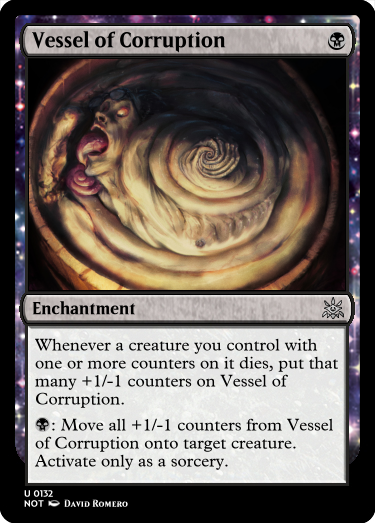 Vessel of Corruption
Enchantment
Whenever a creature you control with
one or more counters on it dies, put that
many +1/-1 counters on Vessel of
Corruption.
: Move all +1/-1 counters from Vessel
of Corruption onto target creature.
Activate only as a sorcery.
U 0132
NOT David Romero